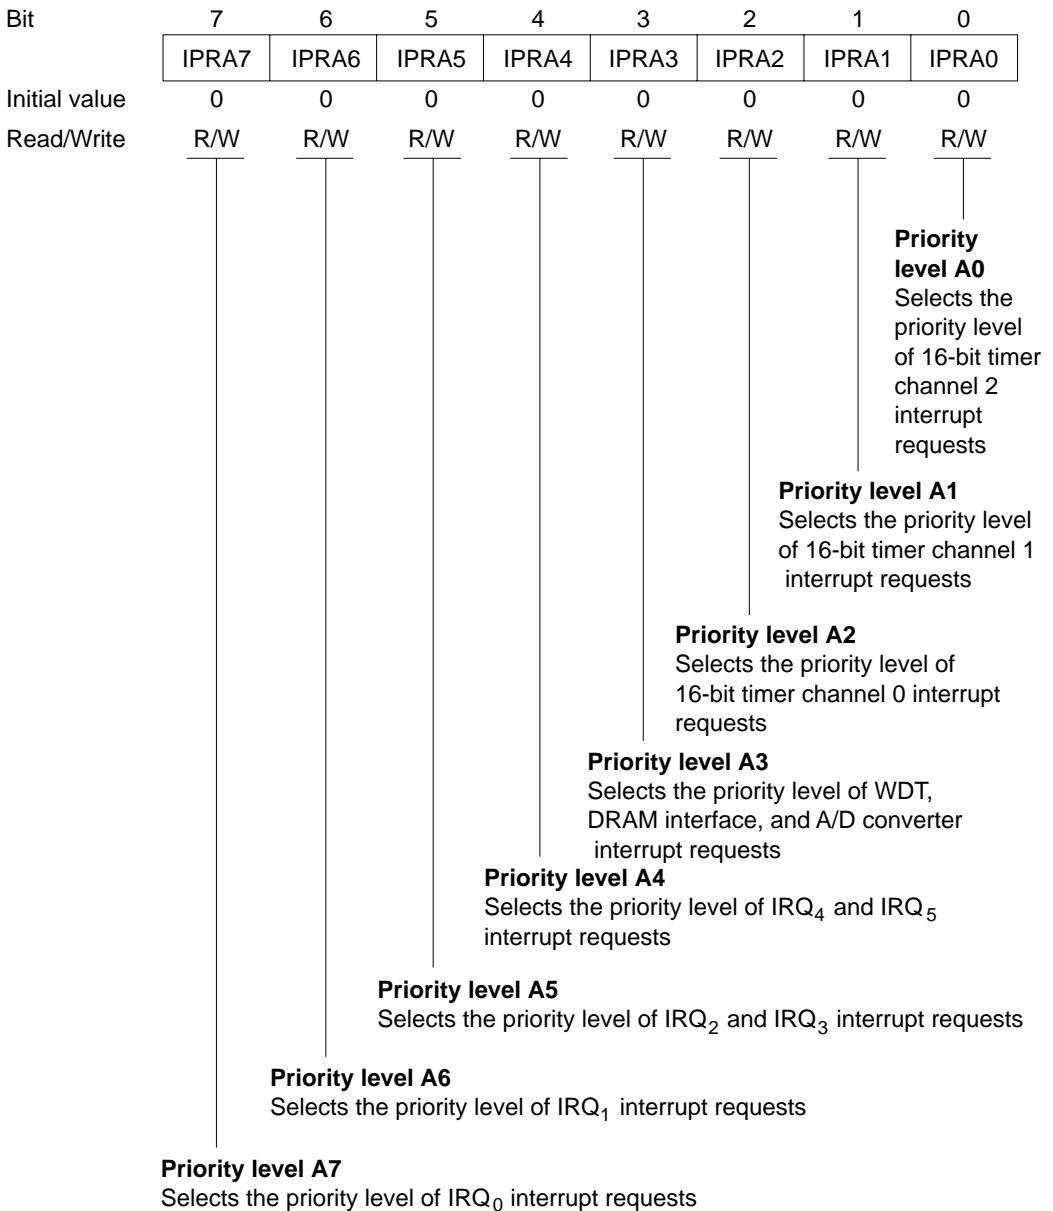 Bit 7 6 5 4 3 2 1 0
IPRA7 IPRA6 IPRA5 IPRA4 IPRA3 IPRA2 IPRA1 IPRA0
Initial value 0 0 0 0 0 0 0 0
Read/Write R/W R/W R/W R/W R/W R/W R/W R/W
Priority
level A0
Selects the
priority level
of 16-bit timer
channel 2
interrupt
requests
Priority level A1
Selects the priority level
of 16-bit timer channel 1
interrupt requests
Priority level A2
Selects the priority level of
16-bit timer channel 0 interrupt
requests
Priority level A3
Selects the priority level of WDT,
DRAM interface, and A/D converter
interrupt requests
Priority level A4
Selects the priority level of IRQ4 and IRQ5
interrupt requests
Priority level A5
Selects the priority level of IRQ2 and IRQ3 interrupt requests
Priority level A6
Selects the priority level of IRQ1 interrupt requests
Priority level A7
Selects the priority level of IRQ0 interrupt requests